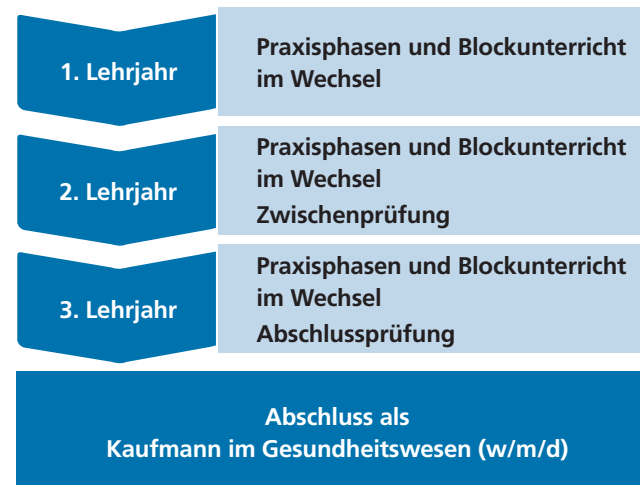 1. Lehrjahr
Praxisphasen und Blockunterricht
im Wechsel
2. Lehrjahr
Praxisphasen und Blockunterricht
im Wechsel
Zwischenprüfung
3. Lehrjahr
Praxisphasen und Blockunterricht
im Wechsel
Abschlussprüfung
Abschluss als
Kaufmann im Gesundheitswesen (w/m/d)